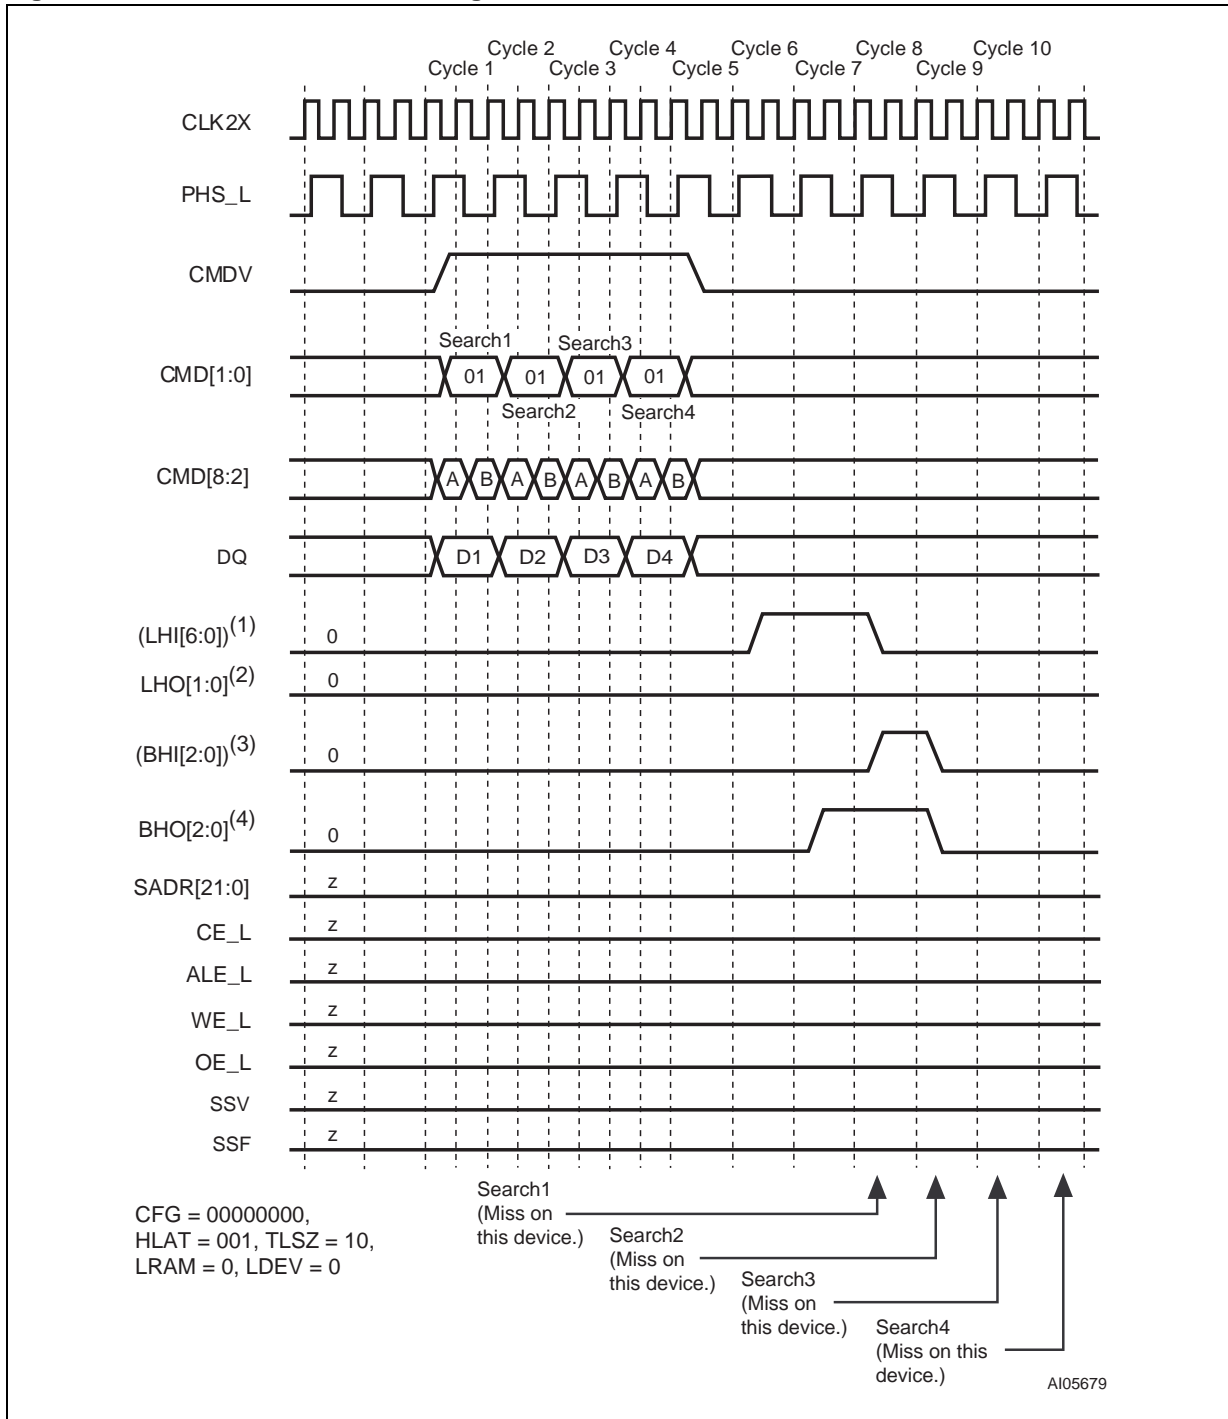 Cycle 2 Cycle 4 Cycle 6 Cycle 8 Cycle 10
Cycle 1 Cycle 3 Cycle 5 Cycle 7 Cycle 9
CLK2X
PHS_L
CMDV
Search1 Search3
CMD[1:0] 01 01 01 01
Search2 Search4
CMD[8:2] A B A B A B A B
DQ D1 D2 D3 D4
(LHI[6:0])(1) 0
LHO[1:0](2) 0
(BHI[2:0])(3) 0
BHO[2:0](4) 0
SADR[21:0] z
CE_L z
ALE_L z
WE_L z
OE_L z
SSV z
SSF z
CFG = 00000000,
HLAT = 001, TLSZ = 10,
LRAM = 0, LDEV = 0
Search1
(Miss on
this device.)
Search2
(Miss on
this device.)
Search3
(Miss on
this device.)
Search4
(Miss on this
device.)
AI05679